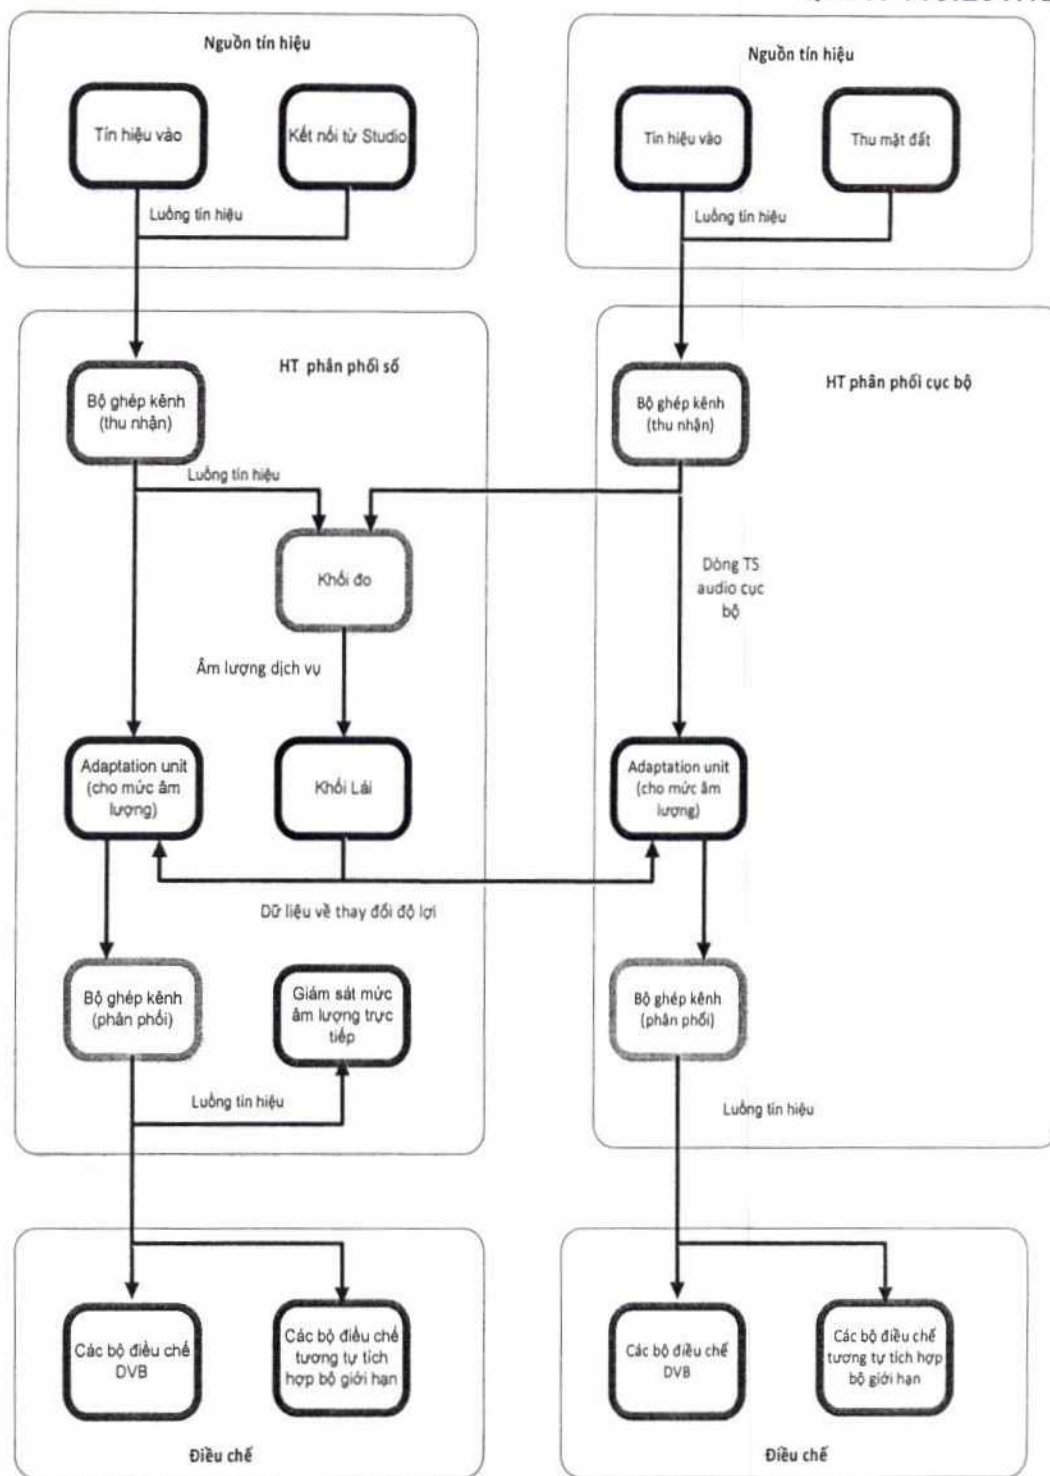 Nguồn tín hiệu
Tín hiệu vào
Kết nối từ Studio
Luồng tín hiệu
Nguồn tín hiệu
Tín hiệu vào
Thu mặt đất
Luồng tín hiệu
HT phân phối số
Bộ ghép kênh
(thu nhận)
Luồng tín hiệu
Khối đo
Âm lượng dịch vụ
Adaptation unit
(cho mức âm
lượng)
Khối Lái
Dữ liệu về thay đổi độ lợi
Bộ ghép kênh
(phân phối)
Giám sát mức
âm lượng trực
tiếp
Luồng tín hiệu
HT phân phối cục bộ
Bộ ghép kênh
(thu nhận)
Dòng TS
audio cục
bộ
Adaptation unit
(cho mức âm
lượng)
Bộ ghép kênh
(phân phối)
Luồng tín hiệu
Các bộ điều chế
DVB
Các bộ điều chế
tương tự tích
hợp bộ giới hạn
Điều chế
Các bộ điều chế
DVB
Các bộ điều chế
tương tự tích hợp
bộ giới hạn
Điều chế